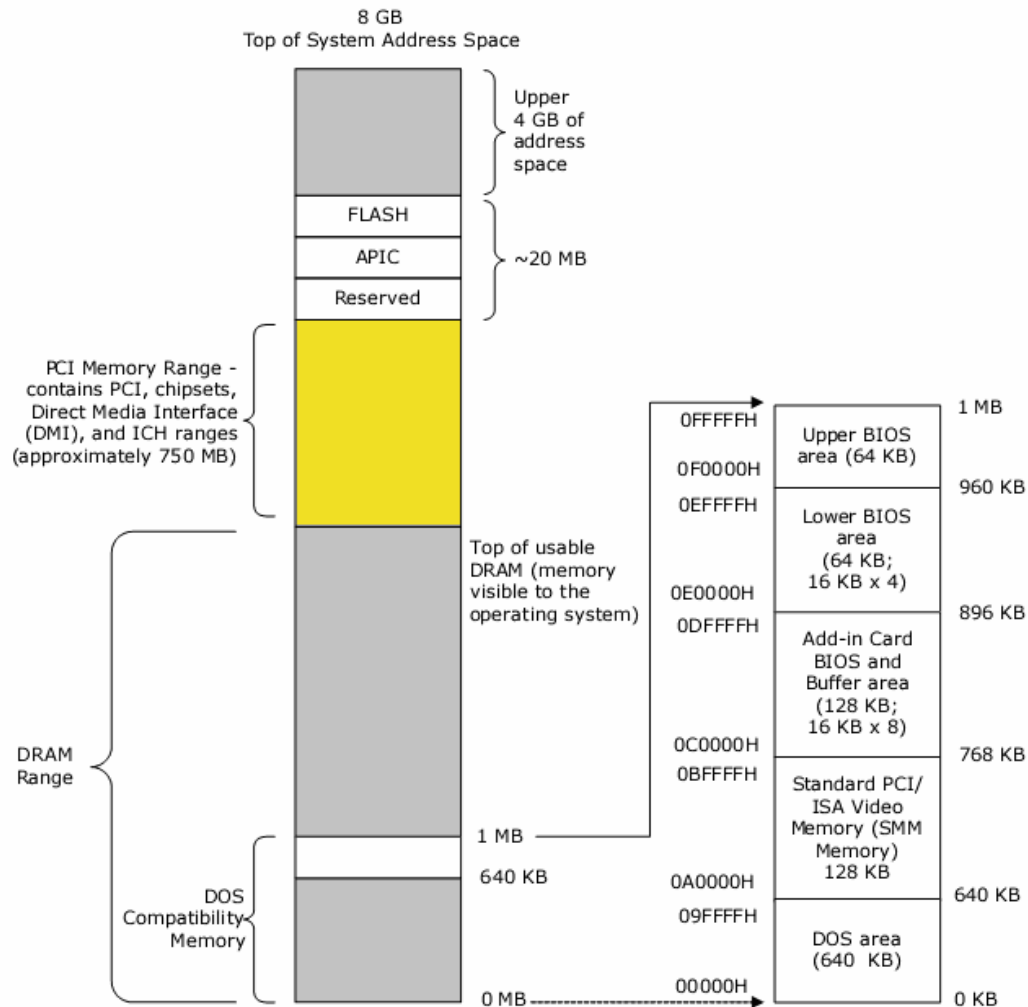 8 GB
Top of System Address Space
Upper
4 GB of
address
space
FLASH
APIC
Reserved
~20 MB
PCI Memory Range -
contains PCI, chipsets,
Direct Media Interface
(DMI), and ICH ranges
(approximately 750 MB)
Top of usable
DRAM (memory
visible to the
operating system)
DRAM
Range
1 MB
640 KB
DOS
Compatibility
Memory
0 MB
0FFFFFH
1 MB
Upper BIOS
area (64 KB)
0F0000H
960 KB
0EFFFFH
Lower BIOS
area
(64 KB;
16 KB x 4)
0E0000H
896 KB
0DFFFFH
Add-in Card
BIOS and
Buffer area
(128 KB;
16 KB x 8)
0C0000H
768 KB
0BFFFFH
Standard PCI/
ISA Video
Memory (SMM
Memory)
128 KB
0A0000H
640 KB
09FFFFH
DOS area
(640 KB)
00000H
0 KB